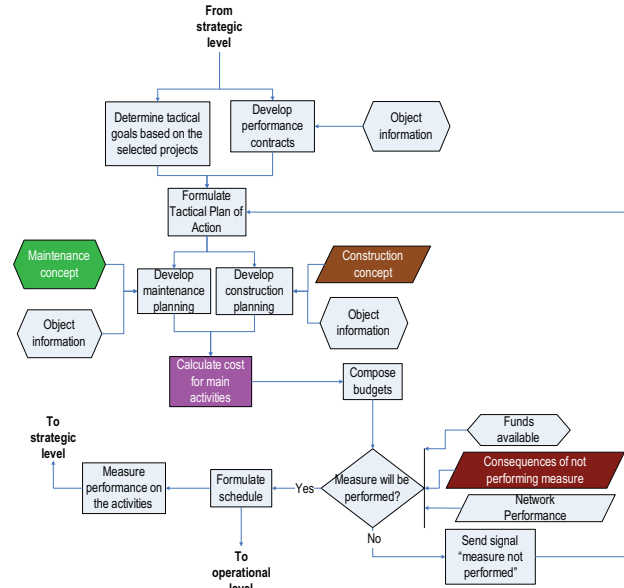 From
strategic
level
Determine tactical
goals based on the
selected projects
Develop
performance
contracts
Object
information
Formulate
Tactical Plan of
Action
Maintenance
concept
Develop
maintenance
planning
Develop
construction
planning
Construction
concept
Object
information
Object
information
Calculate cost
for main
activities
Compose
budgets
To
strategic
level
Funds
available
Measure
performance on
the activities
Formulate
schedule
Yes
Measure will be
performed?
Consequences of not
performing measure
Network
Performance
No
To
operational
level
Send signal
“measure not
performed”